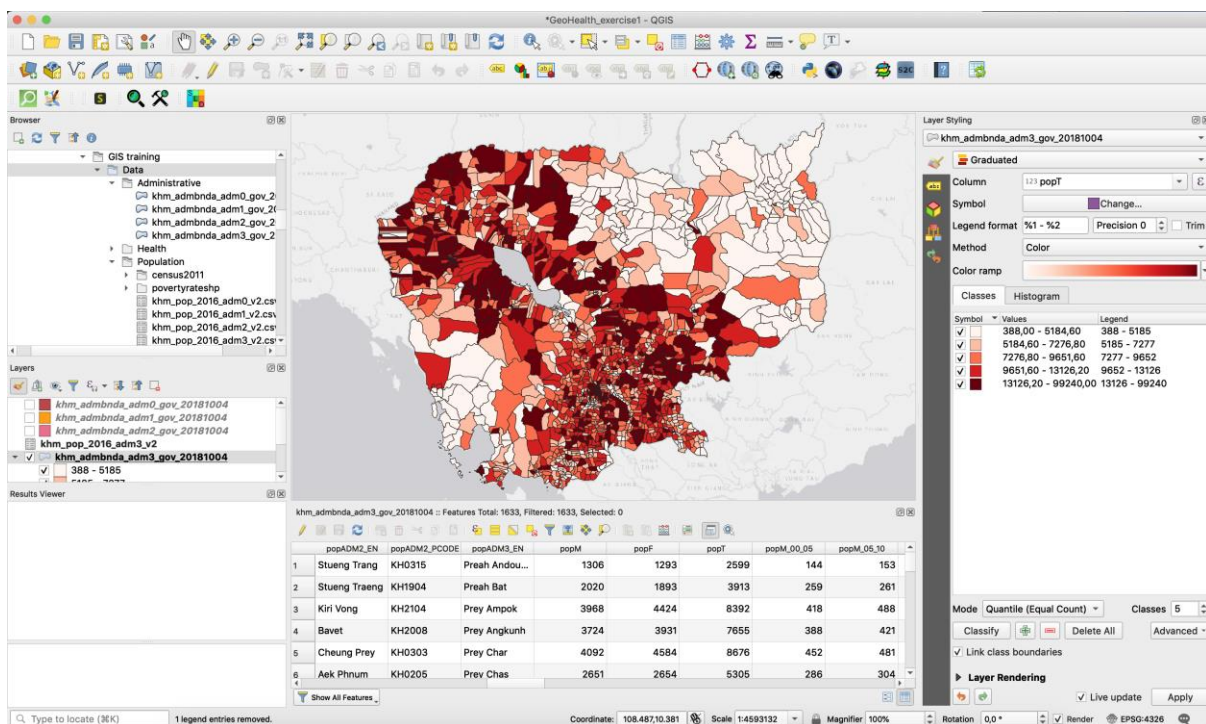 *GeoHealth_exercise1 - QGIS
Browser
GIS training
Data
Administrative
khm_admbnda_adm0_gov_2
khm_admbnda_adm1_gov_20
khm_admbnda_adm2_gov_2
khm_admbnda_adm3_gov_2
Health
Population
census2011
povertyrateshp
khm_pop_2016_adm0_v2.csv
khm_pop_2016_adm1_v2.csv
khm_pop_2016_adm2_v2.csv
khm_pop_2016_adm3_v2.csv
Layers
khm_admbnda_adm0_gov_20181004
khm_admbnda_adm1_gov_20181004
khm_admbnda_adm2_gov_20181004
khm_pop_2016_adm3_v2
khm_admbnda_adm3_gov_20181004
388 - 5185
5185 - 7277
Results Viewer
khm_admbnda_adm3_gov_20181004 :: Features Total: 1633, Filtered: 1633, Selected: 0
popADM2_EN popADM2_PCODE popADM3_EN popM popF popT popM_00_05 popM_05_10
1 Stueng Trang KH0315 Preah Andou... 1306 1293 2599 144 153
2 Stueng Traeng KH1904 Preah Bat 2020 1893 3913 259 261
3 Kiri Vong KH2104 Prey Ampok 3968 4424 8392 418 488
4 Bavet KH2008 Prey Angkunh 3724 3931 7655 388 421
5 Cheung Prey KH0303 Prey Char 4092 4584 8676 452 481
6 Aek Phnum KH0205 Prey Chas 2651 2654 5305 286 304
Show All Features
Layer Styling
khm_admbnda_adm3_gov_20181004
Graduated
Column 123 popT ε
Symbol Change...
Legend format %1 - %2 Precision 0 Trim
Method Color
Color ramp
Classes Histogram
Symbol Values Legend
388,00 - 5184,60 388 - 5185
5184,60 - 7276,80 5185 - 7277
7276,80 - 9651,60 7277 - 9652
9651,60 - 13126,20 9652 - 13126
13126,20 - 99240,00 13126 - 99240
Mode Quantile (Equal Count) Classes 5
Classify Delete All Advanced
Link class boundaries
Layer Rendering
Live update Apply
Type to locate (⌘K) 1 legend entries removed. Coordinate: 108.487,10.381 Scale 1:4593132 Magnifier 100% Rotation 0,0 ° Render EPSG:4326